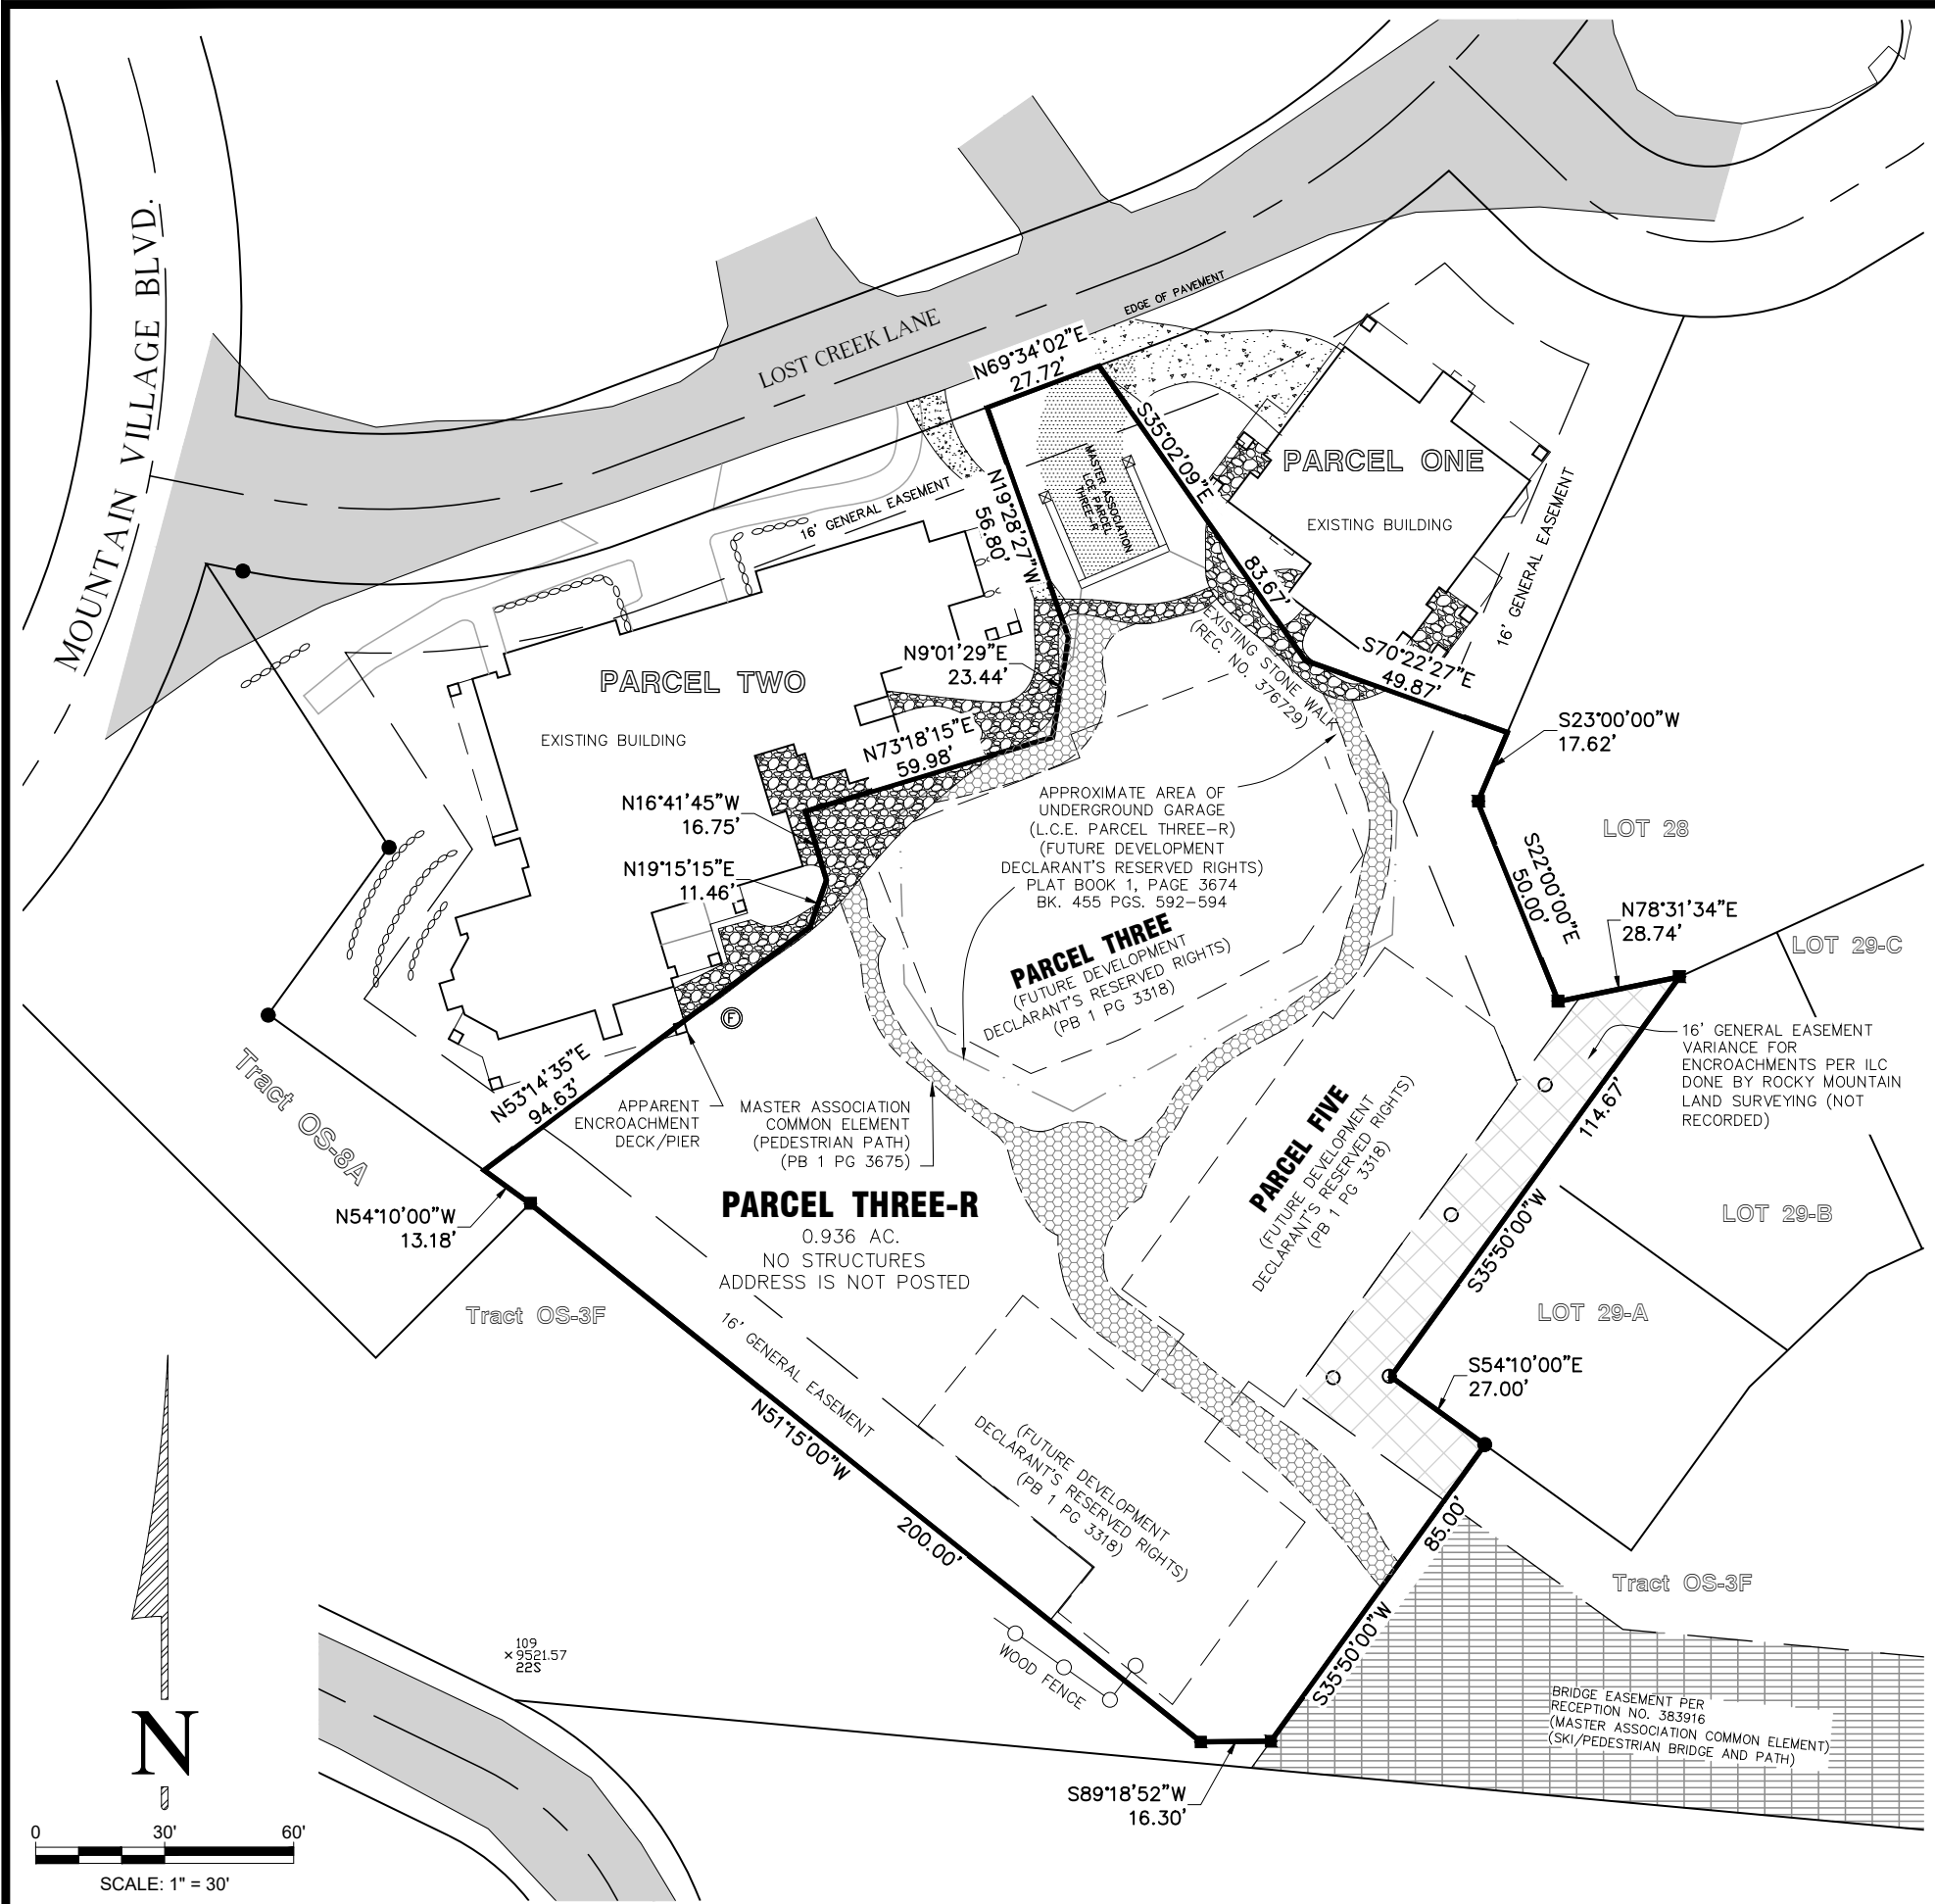 MOUNTAIN VILLAGE BLVD.
LOST CREEK LANE
EDGE OF PAVEMENT
N69°34'02"E
27.72'
S35°02'09"E
83.67'
N19°28'27"W
56.80'
MASTER ASSOCIATION
LCE PARCEL
THREE-R
PARCEL ONE
EXISTING BUILDING
16' GENERAL EASEMENT
16' GENERAL EASEMENT
PARCEL TWO
EXISTING BUILDING
N9°01'29"E
23.44'
EXISTING STONE WALK
(REC. NO. 376729)
S70°22'27"E
49.87'
S23°00'00"W
17.62'
N73°18'15"E
59.98'
N16°41'45"W
16.75'
N19°15'15"E
11.46'
APPROXIMATE AREA OF
UNDERGROUND GARAGE
(L.C.E. PARCEL THREE-R)
(FUTURE DEVELOPMENT
DECLARANT'S RESERVED RIGHTS)
PLAT BOOK 1, PAGE 3674
BK. 455 PGS. 592-594
LOT 28
S22°00'00"E
50.00'
N78°31'34"E
28.74'
LOT 29-C
PARCEL THREE
(FUTURE DEVELOPMENT
DECLARANT'S RESERVED RIGHTS)
(PB 1 PG 3318)
F
16' GENERAL EASEMENT
VARIANCE FOR
ENCROACHMENTS PER ILC
DONE BY ROCKY MOUNTAIN
LAND SURVEYING (NOT
RECORDED)
Tract OS-8A
N53°14'35"E
94.63'
APPARENT
ENCROACHMENT
DECK/PIER
MASTER ASSOCIATION
COMMON ELEMENT
(PEDESTRIAN PATH)
(PB 1 PG 3675)
PARCEL FIVE
(FUTURE DEVELOPMENT
DECLARANT'S RESERVED RIGHTS)
(PB 1 PG 3318)
114.67'
S35°50'00"W
N54°10'00"W
13.18'
PARCEL THREE-R
0.936 AC.
NO STRUCTURES
ADDRESS IS NOT POSTED
LOT 29-B
Tract OS-3F
LOT 29-A
16' GENERAL EASEMENT
S54°10'00"E
27.00'
N51°15'00"W
200.00'
(FUTURE DEVELOPMENT
DECLARANT'S RESERVED RIGHTS)
(PB 1 PG 3318)
85.00'
S35°50'00"W
Tract OS-3F
109
9521.57
22S
WOOD FENCE
BRIDGE EASEMENT PER
RECEPTION NO. 383916
(MASTER ASSOCIATION COMMON ELEMENT)
(SKI/PEDESTRIAN BRIDGE AND PATH)
S89°18'52"W
16.30'
N
0 30' 60'
SCALE: 1" = 30'